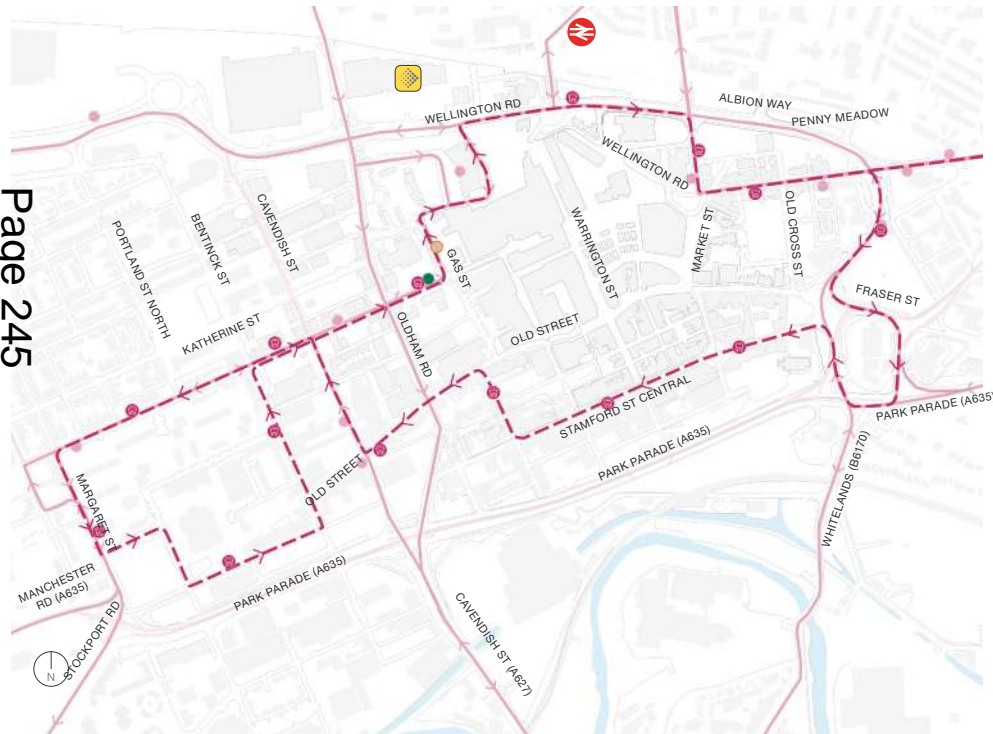 ALBION WAY
WELLINGTON RD
PENNY MEADOW
WELLINGTON RD
Page 245
CAVENDISH ST
BENTINCK ST
PORTLAND ST NORTH
GAS ST
WARRINGTON ST
MARKET ST
OLD CROSS ST
FRASER ST
KATHERINE ST
OLDHAM RD
OLD STREET
STAMFORD ST CENTRAL
PARK PARADE (A635)
PARK PARADE (A635)
OLD STREET
MARGARET ST
WHITELANDS (B6170)
MANCHESTER
RD (A635)
PARK PARADE (A635)
STOCKPORT RD
CAVENDISH ST (A627)
N